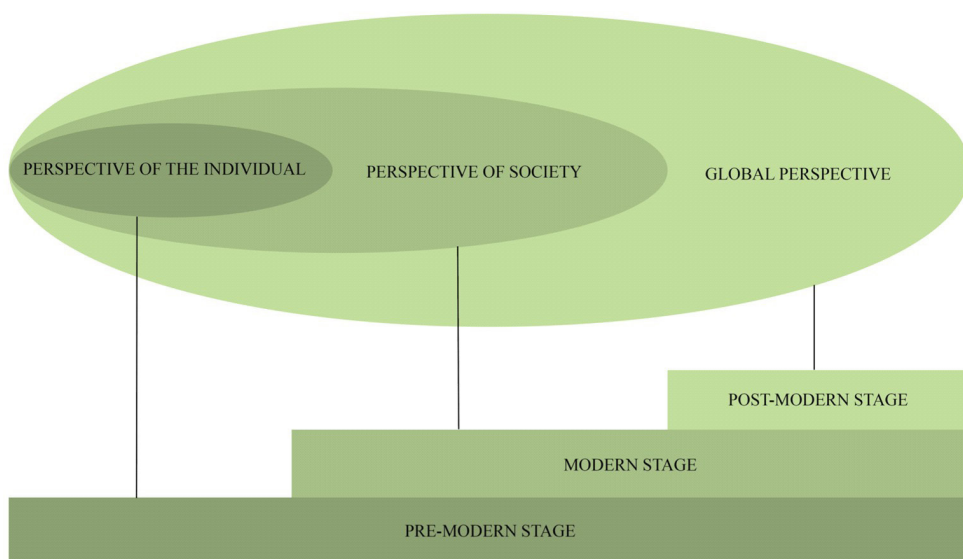 PERSPECTIVE OF THE INDIVIDUAL
PERSPECTIVE OF SOCIETY
GLOBAL PERSPECTIVE
POST-MODERN STAGE
MODERN STAGE
PRE-MODERN STAGE